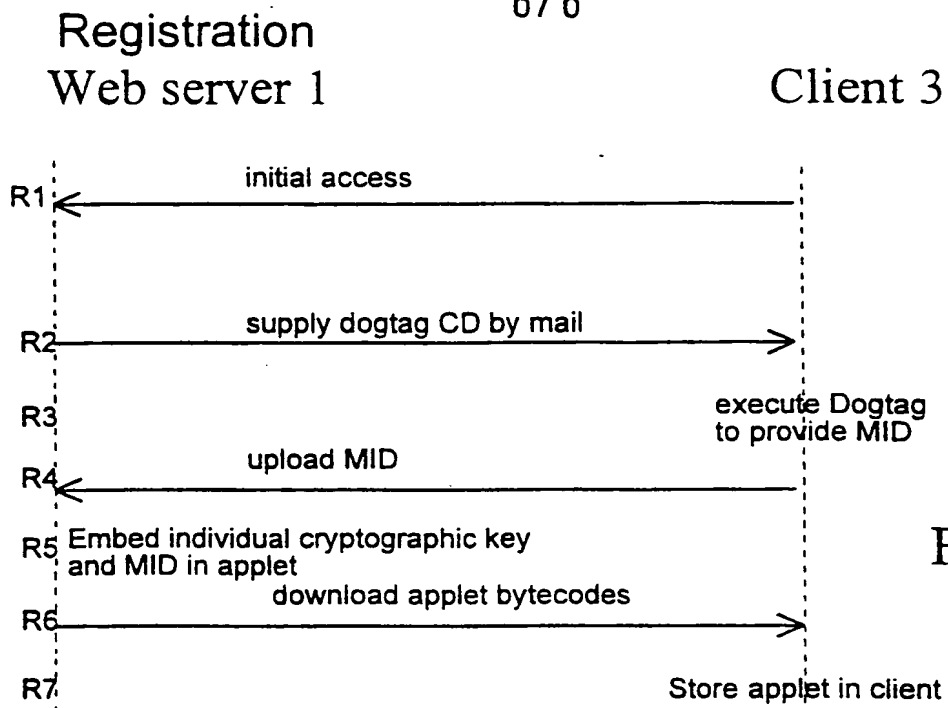 Registration
Web server 1
Client 3
R1
initial access
R2
supply dogtag CD by mail
R3
execute Dogtag
to provide MID
R4
upload MID
R5
Embed individual cryptographic key
and MID in applet
R6
download applet bytecodes
R7
Store applet in client